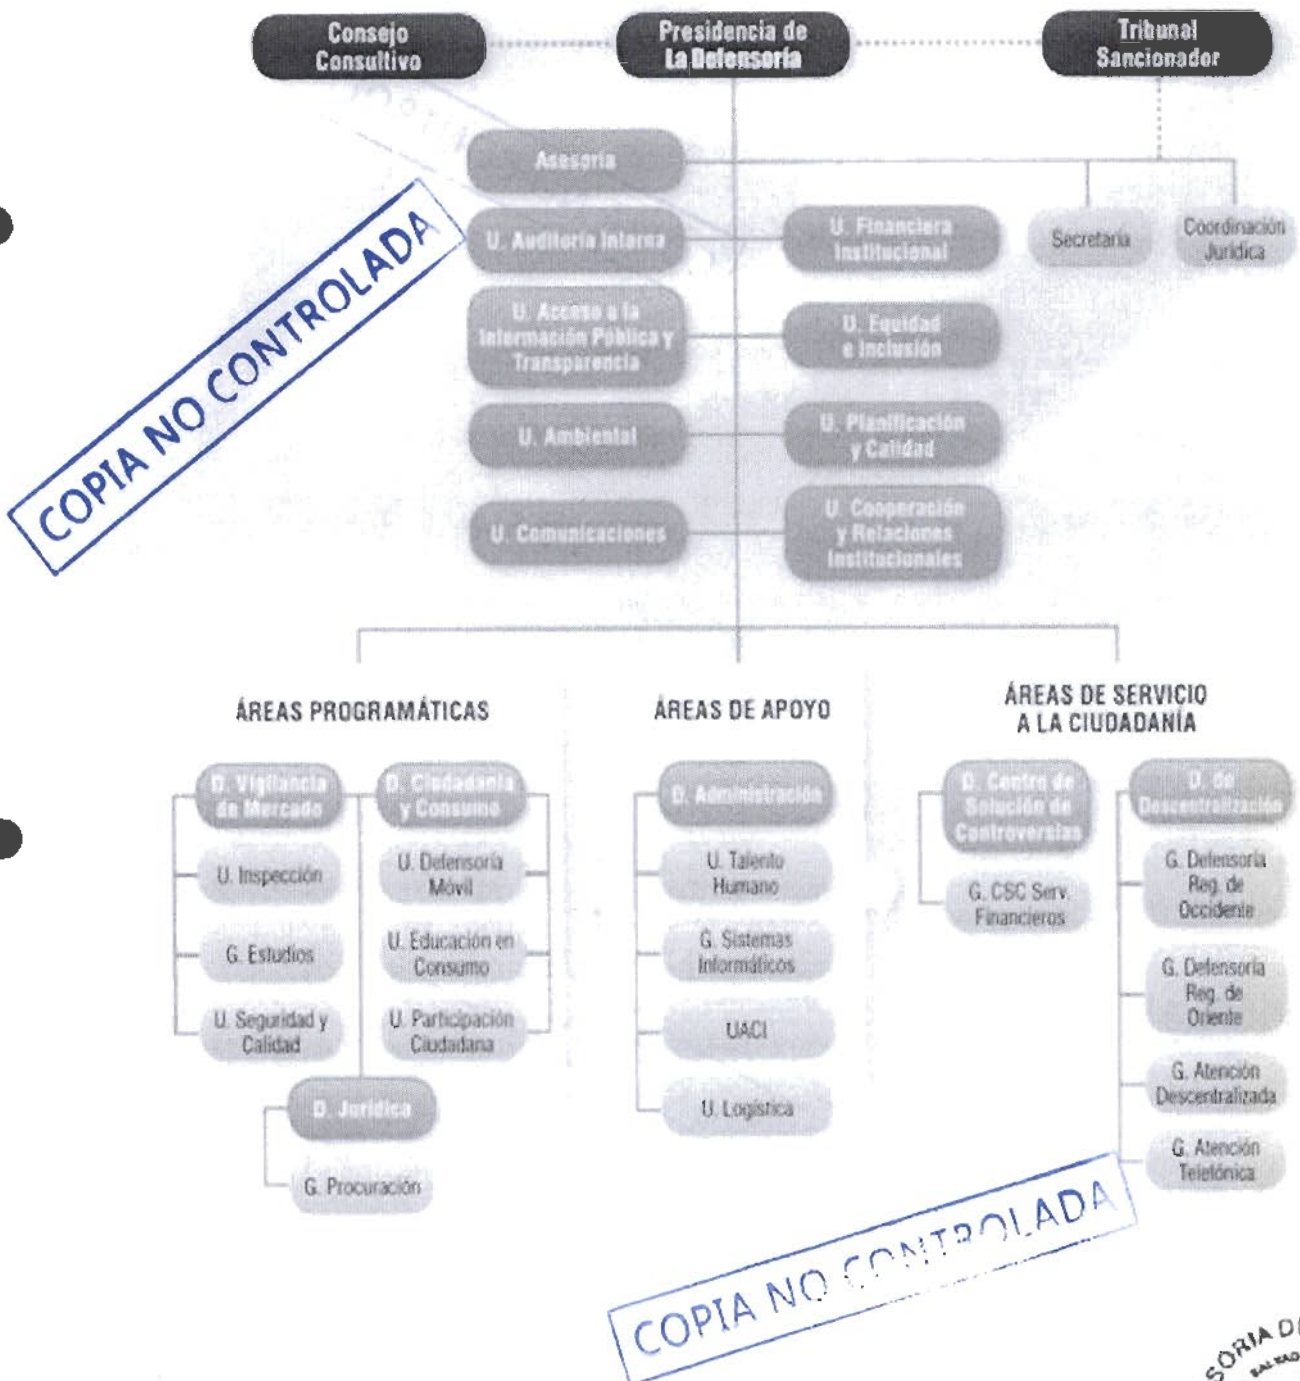 Consejo
Consultivo
Presidencia de
La Defensoría
Tribunal
Sancionador
Asesoría
U. Auditoría Interna
U. Financiera
Institucional
Secretaría
Coordinación
Jurídica
U. Acceso a la
Información Pública y
Transparencia
U. Equidad
e Inclusión
U. Ambiental
U. Planificación
y Calidad
U. Comunicaciones
U. Cooperación
y Relaciones
Institucionales
COPIA NO CONTROLADA
ÁREAS PROGRAMÁTICAS
D. Vigilancia
de Mercado
U. Inspección
G. Estudios
U. Seguridad y
Calidad
D. Ciudadanía
y Consumo
U. Defensoría
Móvil
U. Educación en
Consumo
U. Participación
Ciudadana
D. Jurídica
G. Procuración
ÁREAS DE APOYO
D. Administración
U. Talento
Humano
G. Sistemas
Informáticos
UACI
U. Logística
ÁREAS DE SERVICIO
A LA CIUDADANÍA
D. Centro de
Solución de
Controversias
G. CSC Serv.
Financieros
D. de
Descentralización
G. Defensoría
Reg. de
Occidente
G. Defensoría
Reg. de
Oriente
G. Atención
Descentralizada
G. Atención
Telefónica
COPIA NO CONTROLADA